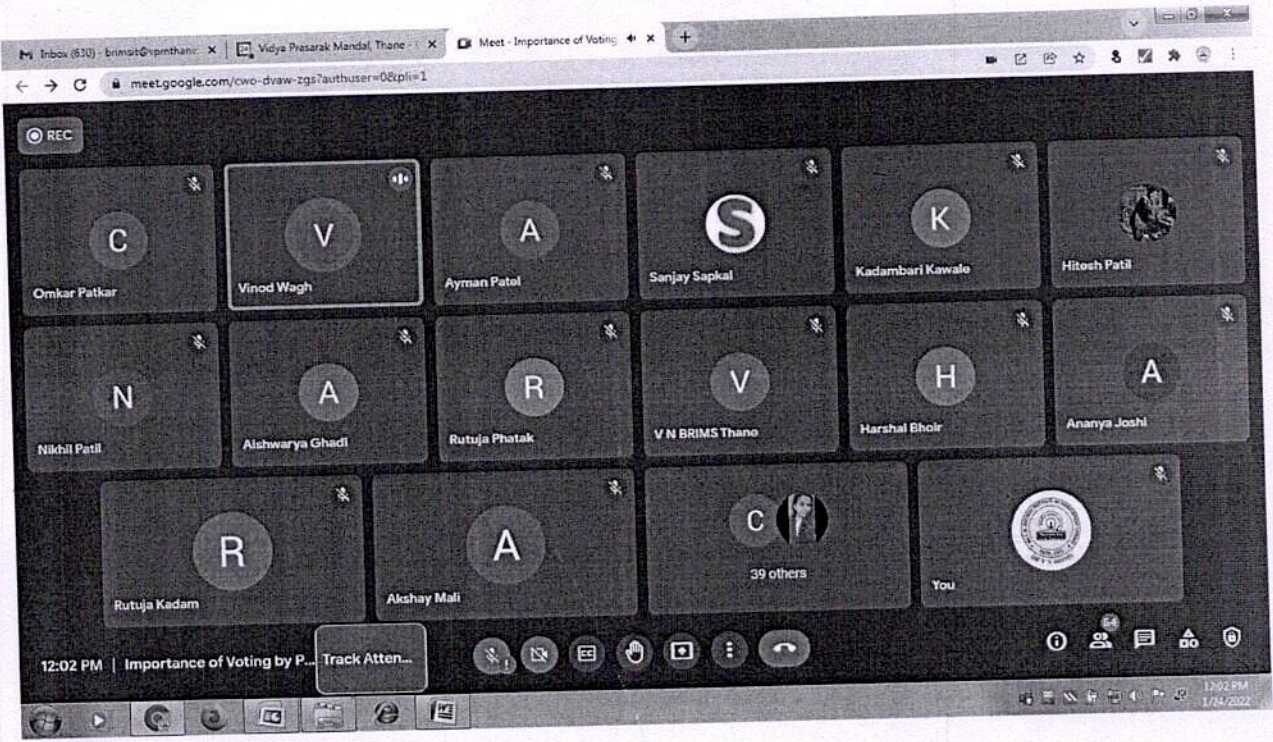 Inbox (630) - brimsit@vpmthane
Vidya Prasarak Mandal, Thane -
Meet - Importance of Voting
meet.google.com/cwo-dvaw-zgs?authuser=0&pli=1
REC
C
V
A
S
K
Omkar Patkar
Vinod Wagh
Ayman Patel
Sanjay Sapkal
Kadambari Kawale
Hitesh Patil
N
A
R
V
H
A
Nikhil Patil
Aishwarya Ghadi
Rutuja Phatak
V N BRIMS Thane
Harshal Bhoir
Ananya Joshi
R
A
C
39 others
Rutuja Kadam
Akshay Mali
You
12:02 PM | Importance of Voting by P...
Track Atten...
CC
64
12:02 PM
1/24/2022